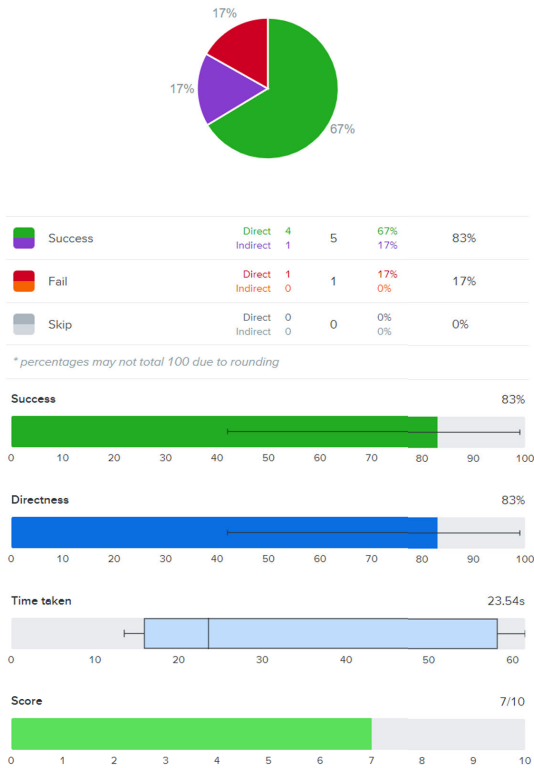 17%
17%
67%
Success Direct 4 5 67% 83%
Indirect 1 17%
Fail Direct 1 1 17% 17%
Indirect 0 0%
Skip Direct 0 0 0% 0%
Indirect 0 0%
* percentages may not total 100 due to rounding
Success 83%
0 10 20 30 40 50 60 70 80 90 100
Directness 83%
0 10 20 30 40 50 60 70 80 90 100
Time taken 23.54s
0 10 20 30 40 50 60
Score 7/10
0 1 2 3 4 5 6 7 8 9 10